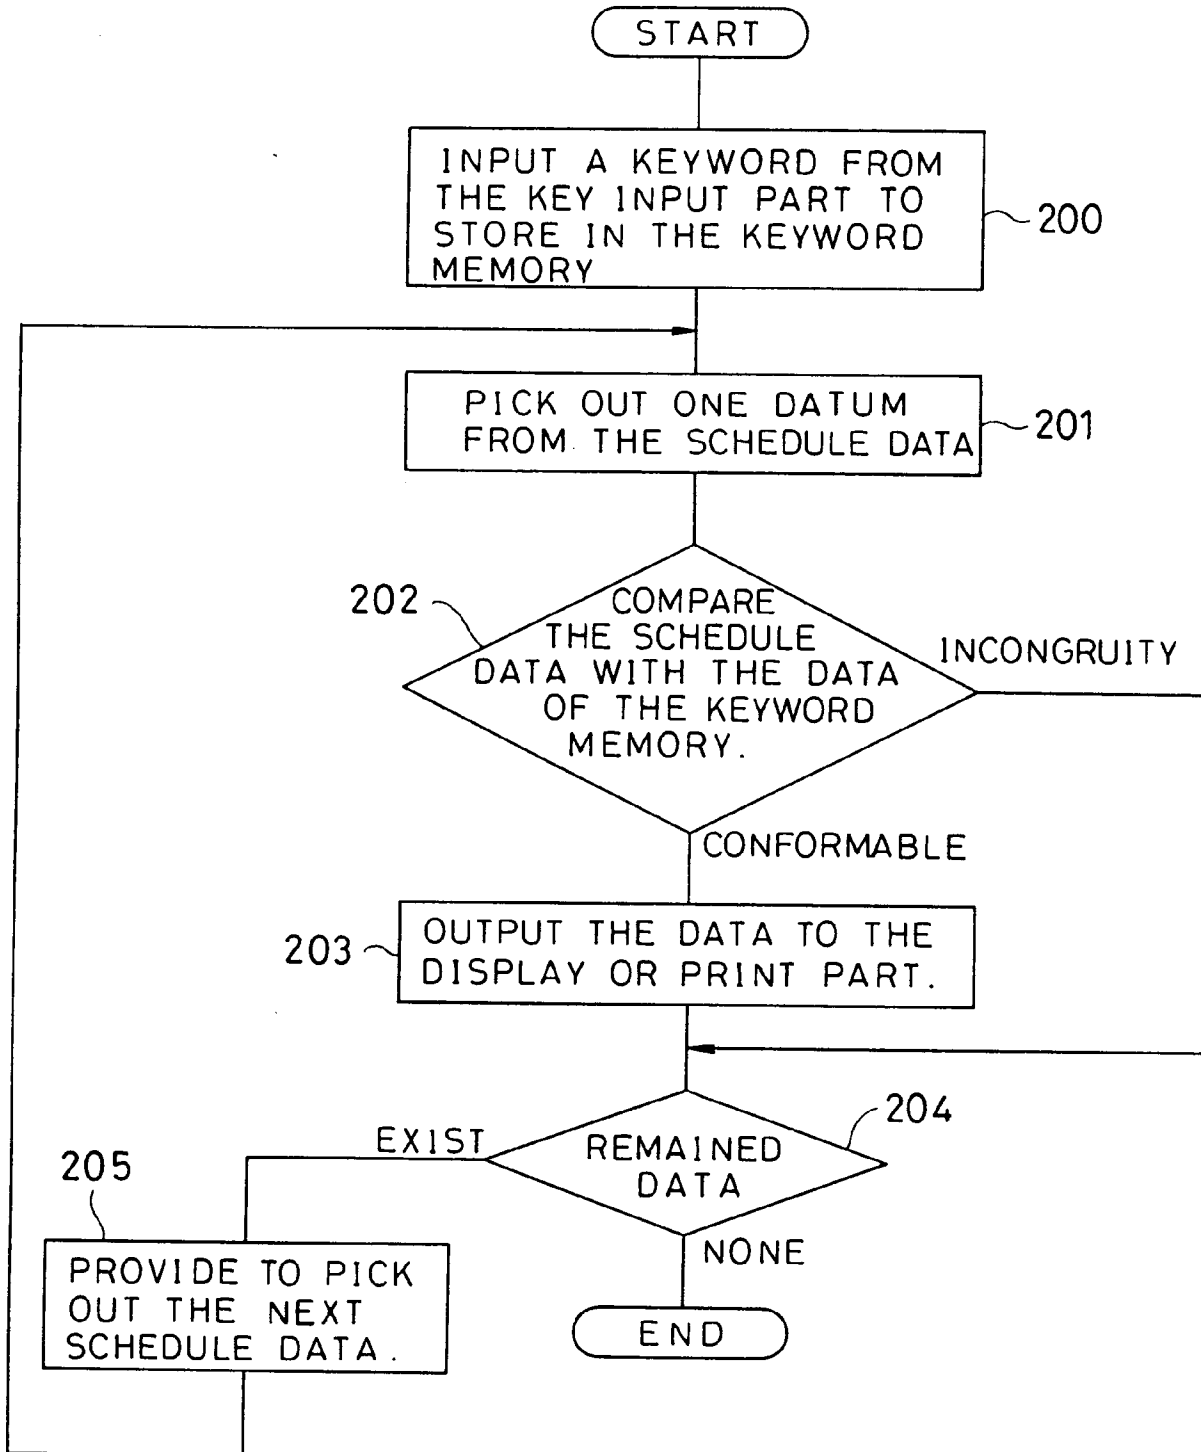 START
INPUT A KEYWORD FROM
THE KEY INPUT PART TO
STORE IN THE KEYWORD
MEMORY
200
PICK OUT ONE DATUM
FROM THE SCHEDULE DATA
201
202
COMPARE
THE SCHEDULE
DATA WITH THE DATA
OF THE KEYWORD
MEMORY.
INCONGRUITY
CONFORMABLE
203
OUTPUT THE DATA TO THE
DISPLAY OR PRINT PART.
204
EXIST
REMAINED
DATA
205
NONE
PROVIDE TO PICK
OUT THE NEXT
SCHEDULE DATA.
END